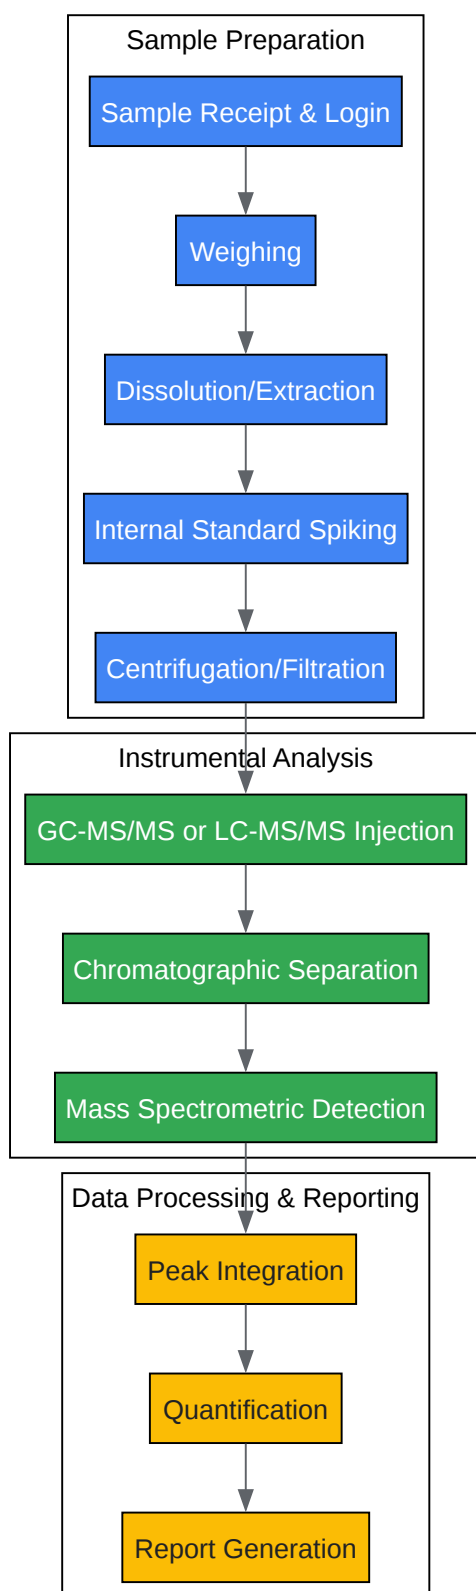 Sample Preparation
Sample Receipt & Login
Weighing
Dissolution/Extraction
Internal Standard Spiking
Centrifugation/Filtration
Instrumental Analysis
GC-MS/MS or LC-MS/MS Injection
Chromatographic Separation
Mass Spectrometric Detection
Data Processing & Reporting
Peak Integration
Quantification
Report Generation